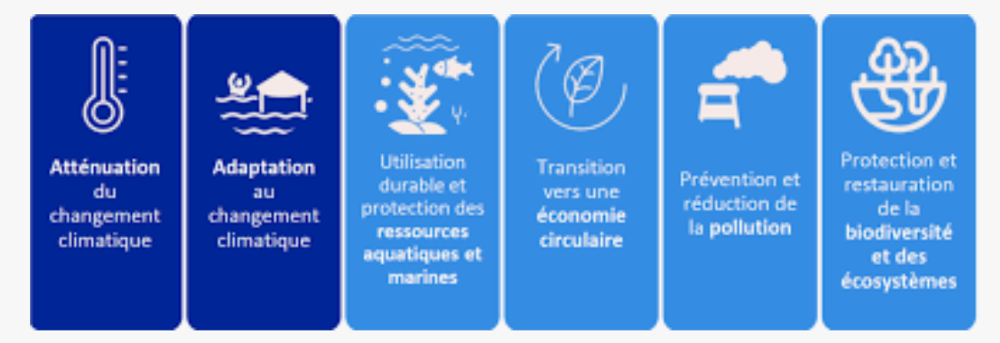 Atténuation
du
changement
climatique
Adaptation
au
changement
climatique
Utilisation
durable et
protection des
ressources
aquatiques et
marines
Transition
vers une
économie
circulaire
Prévention et
réduction de
la pollution
Protection et
restauration
de la
biodiversité
et des
écosystèmes